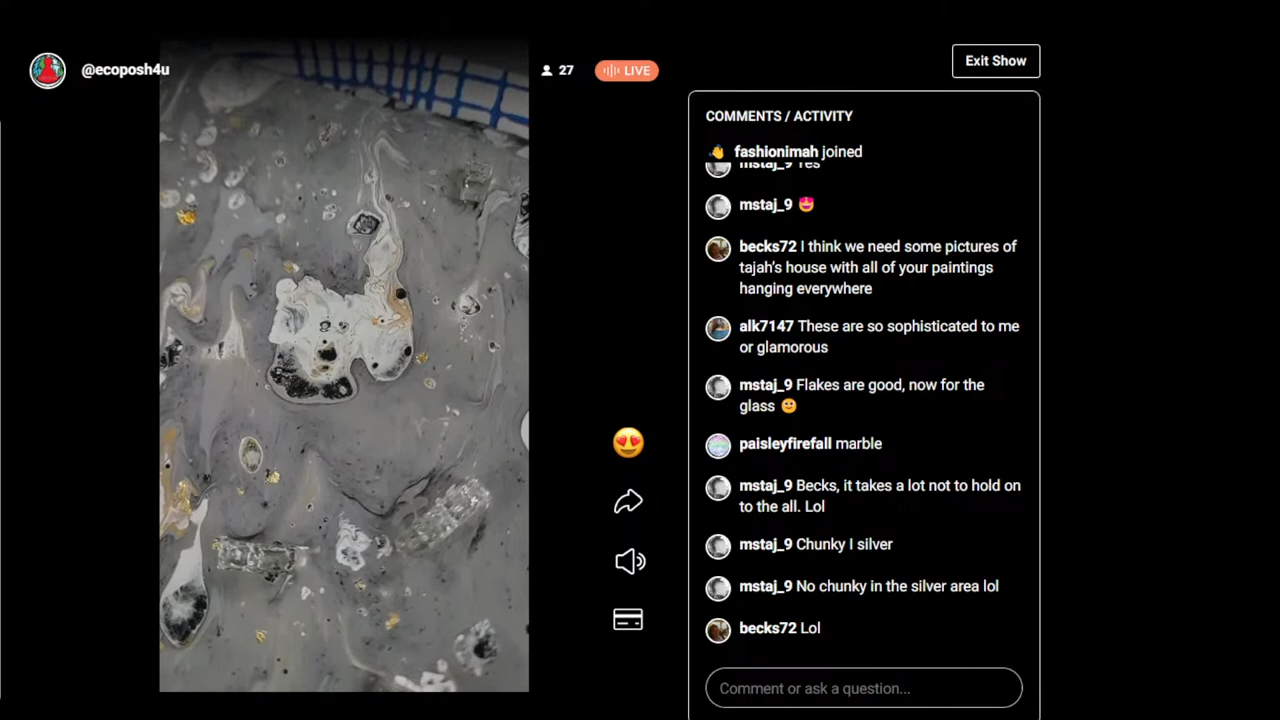 @ecoposh4u
27
LIVE
Exit Show
COMMENTS / ACTIVITY
fashionimah joined
mstaj_9 Yes
mstaj_9 😍
becks72 I think we need some pictures of
tajah's house with all of your paintings
hanging everywhere
alk7147 These are so sophisticated to me
or glamorous
mstaj_9 Flakes are good, now for the
glass 🙂
paisleyfirefall marble
mstaj_9 Becks, it takes a lot not to hold on
to the all. Lol
mstaj_9 Chunky I silver
mstaj_9 No chunky in the silver area lol
becks72 Lol
Comment or ask a question...